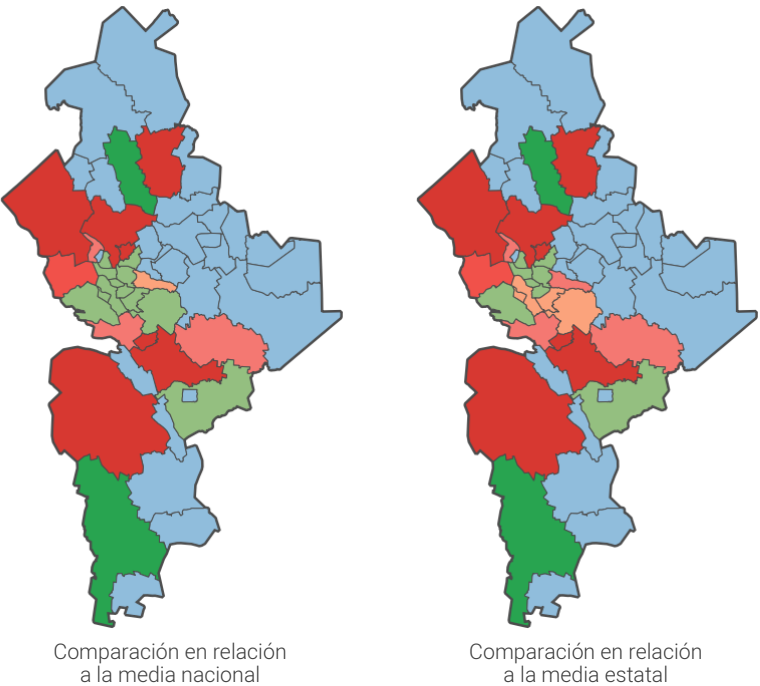 Comparación en relación
a la media nacional
Comparación en relación
a la media estatal